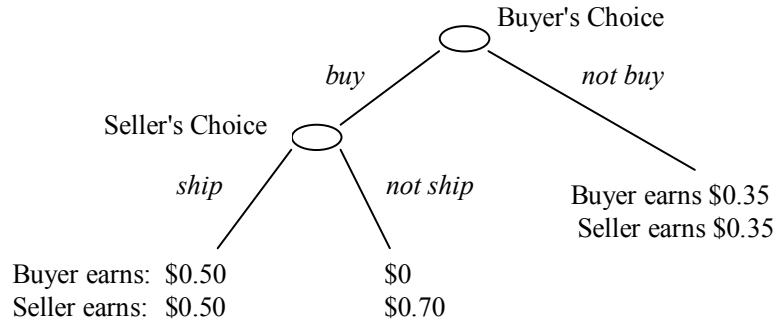 Buyer's Choice
buy
not buy
Seller's Choice
ship
not ship
Buyer earns $0.35
Seller earns $0.35
Buyer earns: $0.50 $0
Seller earns: $0.50 $0.70